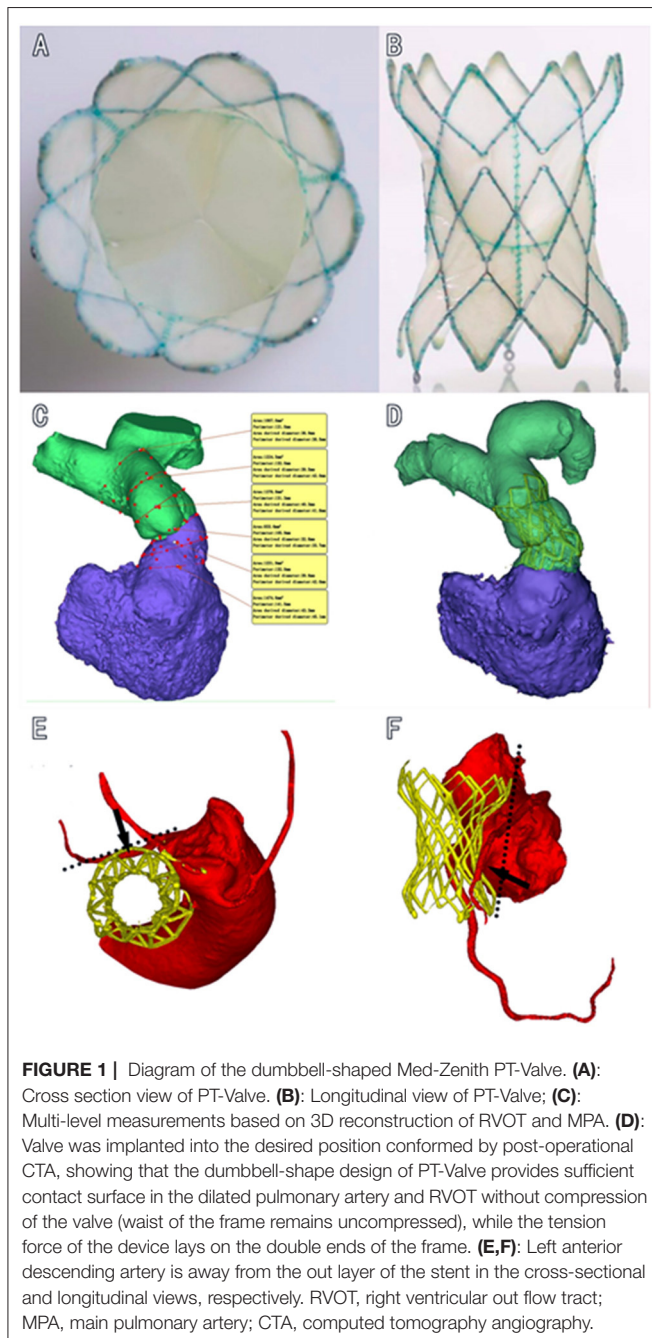 A
B
C
D
E
F
FIGURE 1 | Diagram of the dumbbell-shaped Med-Zenith PT-Valve. (A):
Cross section view of PT-Valve. (B): Longitudinal view of PT-Valve; (C):
Multi-level measurements based on 3D reconstruction of RVOT and MPA. (D):
Valve was implanted into the desired position conformed by post-operational
CTA, showing that the dumbbell-shape design of PT-Valve provides sufficient
contact surface in the dilated pulmonary artery and RVOT without compression
of the valve (waist of the frame remains uncompressed), while the tension
force of the device lays on the double ends of the frame. (E,F): Left anterior
descending artery is away from the out layer of the stent in the cross-sectional
and longitudinal views, respectively. RVOT, right ventricular out flow tract;
MPA, main pulmonary artery; CTA, computed tomography angiography.